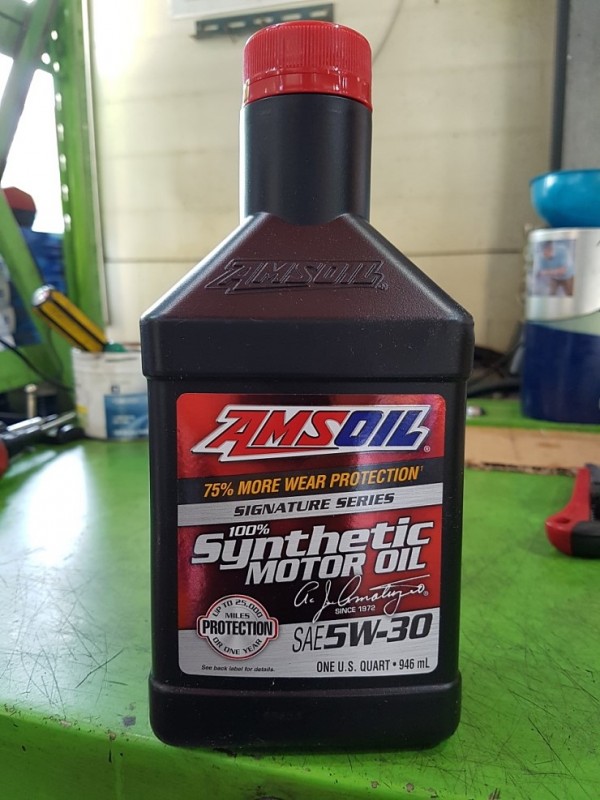 AMSOIL®
AMSOIL®
75% MORE WEAR PROTECTION†
SIGNATURE SERIES
100%
Synthetic
MOTOR OIL
A. J. Amatuzio®
SINCE 1972
UP TO 25,000
MILES
PROTECTION
OR ONE YEAR
SAE 5W-30
See back label for details.
ONE U.S. QUART • 946 mL